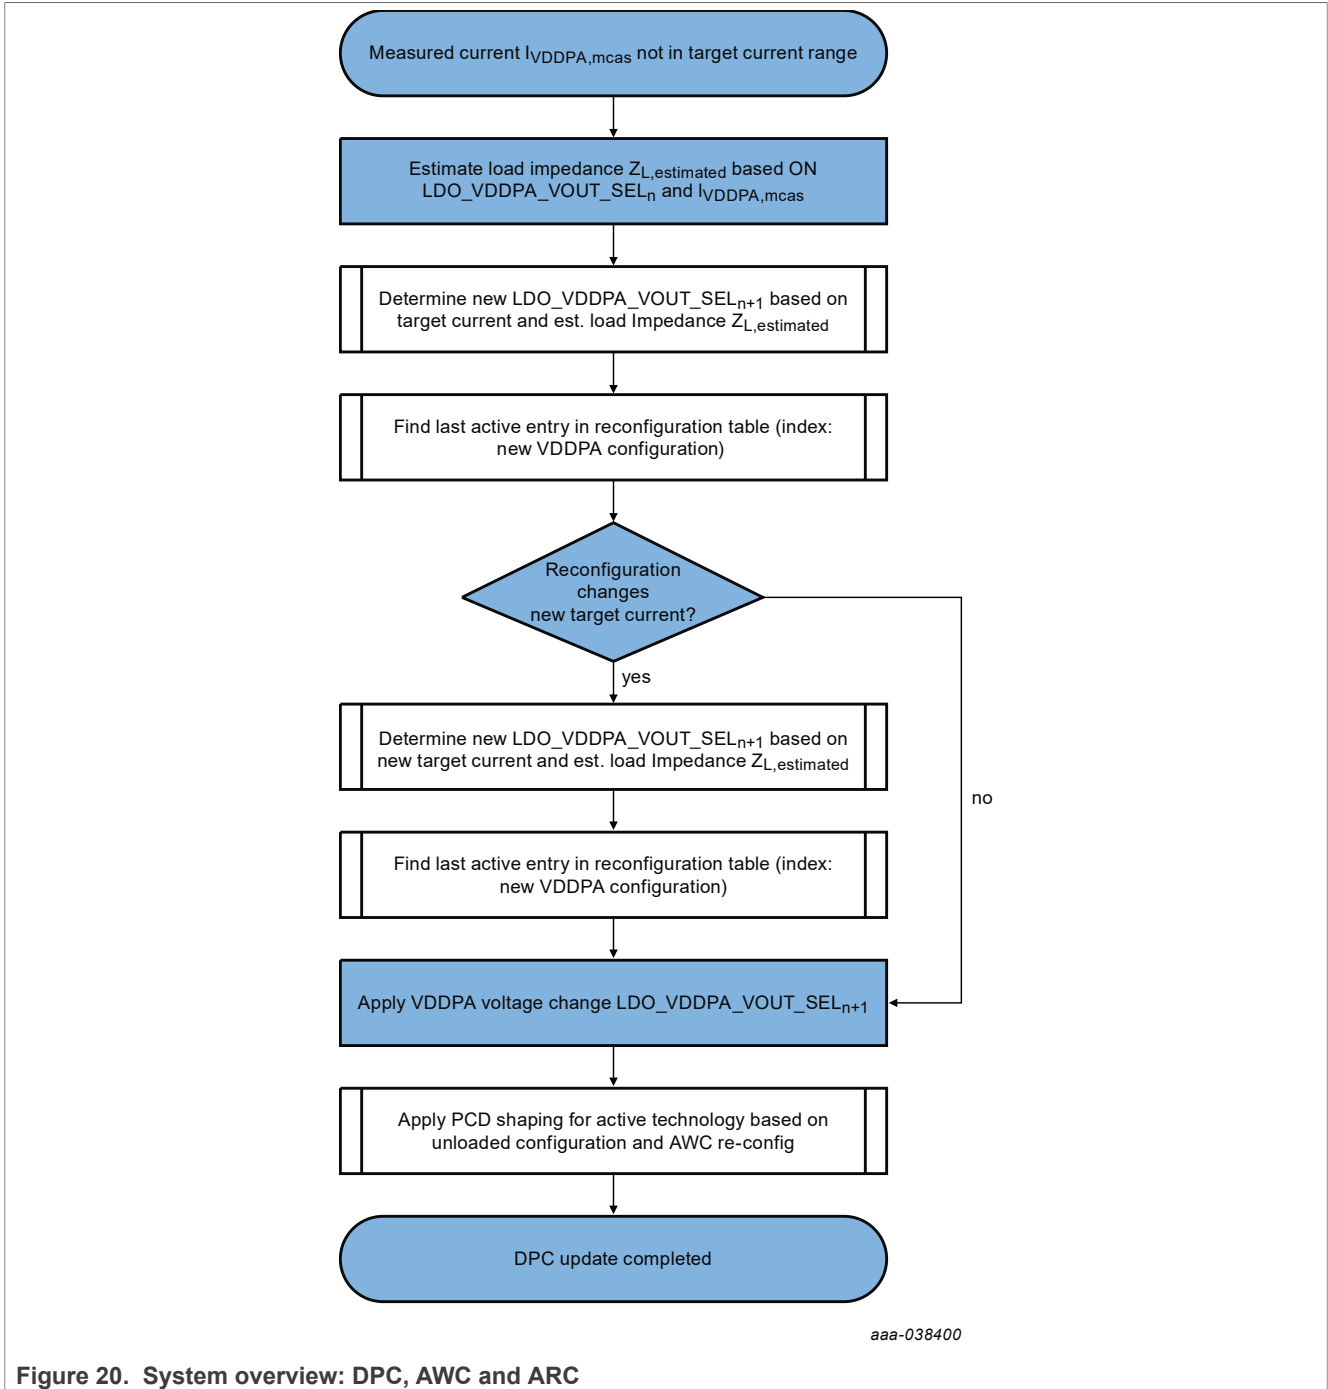 Measured current IVDDPA,mcas not in target current range
Estimate load impedance ZL,estimated based ON
LDO_VDDPA_VOUT_SELn and IVDDPA,mcas
Determine new LDO_VDDPA_VOUT_SELn+1 based on
target current and est. load Impedance ZL,estimated
Find last active entry in reconfiguration table (index:
new VDDPA configuration)
Reconfiguration
changes
new target current?
yes
no
Determine new LDO_VDDPA_VOUT_SELn+1 based on
new target current and est. load Impedance ZL,estimated
Find last active entry in reconfiguration table (index:
new VDDPA configuration)
Apply VDDPA voltage change LDO_VDDPA_VOUT_SELn+1
Apply PCD shaping for active technology based on
unloaded configuration and AWC re-config
DPC update completed
aaa-038400
Figure 20. System overview: DPC, AWC and ARC